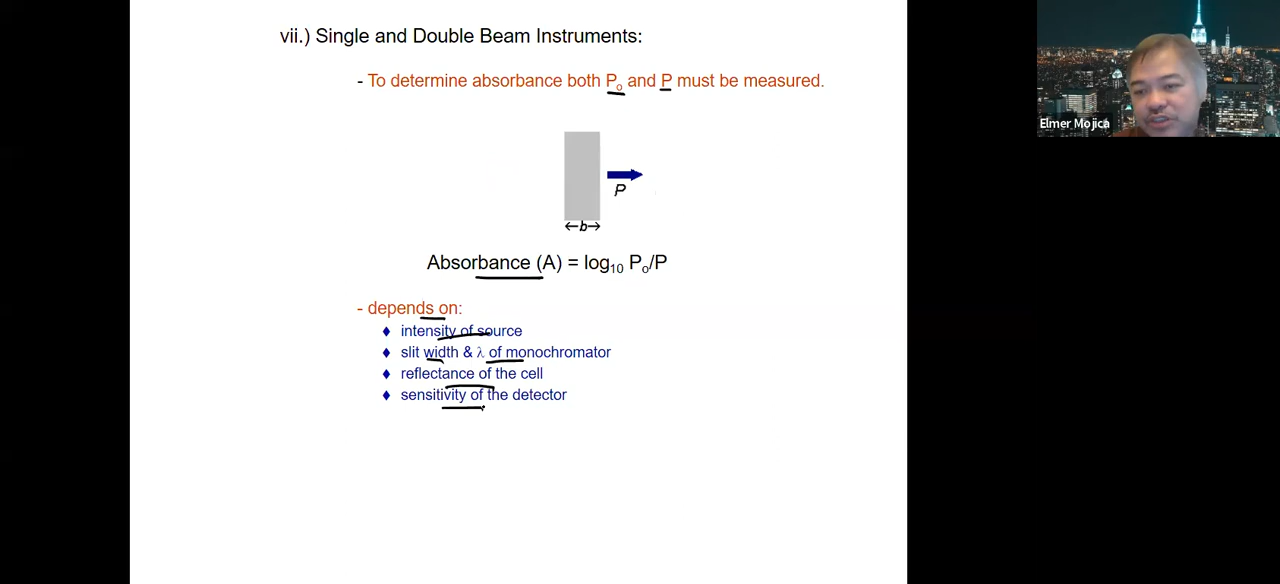 vii.) Single and Double Beam Instruments:
- To determine absorbance both Po and P must be measured.
P
←b→
Absorbance (A) = log10 Po/P
- depends on:
♦ intensity of source
♦ slit width & λ of monochromator
♦ reflectance of the cell
♦ sensitivity of the detector
Elmer Mojica